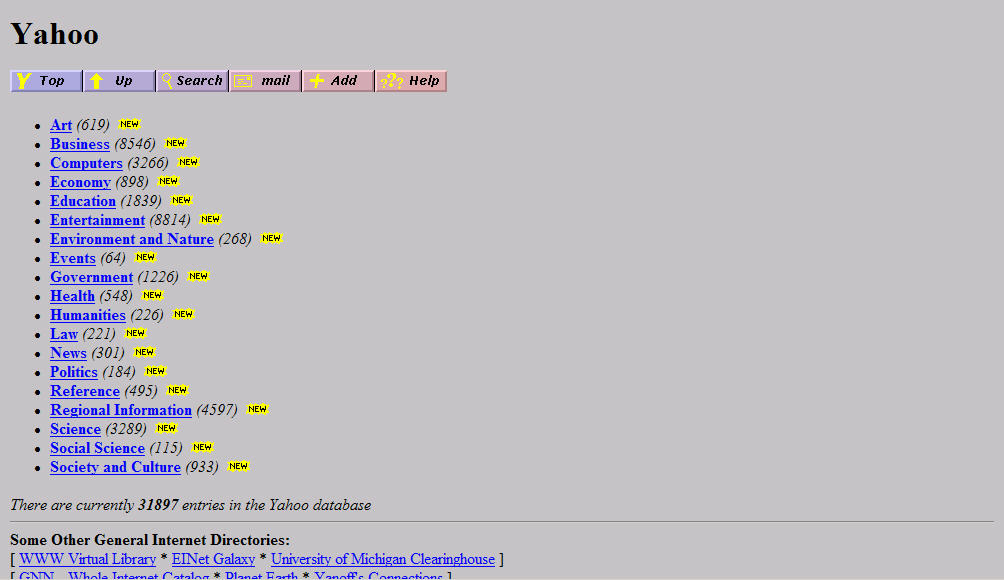 Yahoo
Top Up Search mail Add Help
Art (619) NEW
Business (8546) NEW
Computers (3266) NEW
Economy (898) NEW
Education (1839) NEW
Entertainment (8814) NEW
Environment and Nature (268) NEW
Events (64) NEW
Government (1226) NEW
Health (548) NEW
Humanities (226) NEW
Law (221) NEW
News (301) NEW
Politics (184) NEW
Reference (495) NEW
Regional Information (4597) NEW
Science (3289) NEW
Social Science (115) NEW
Society and Culture (933) NEW
There are currently 31897 entries in the Yahoo database
Some Other General Internet Directories:
[ WWW Virtual Library * EINet Galaxy * University of Michigan Clearinghouse ]
[ GNN - Whole Internet Catalog * Planet Earth * Yanoff's Connections ]